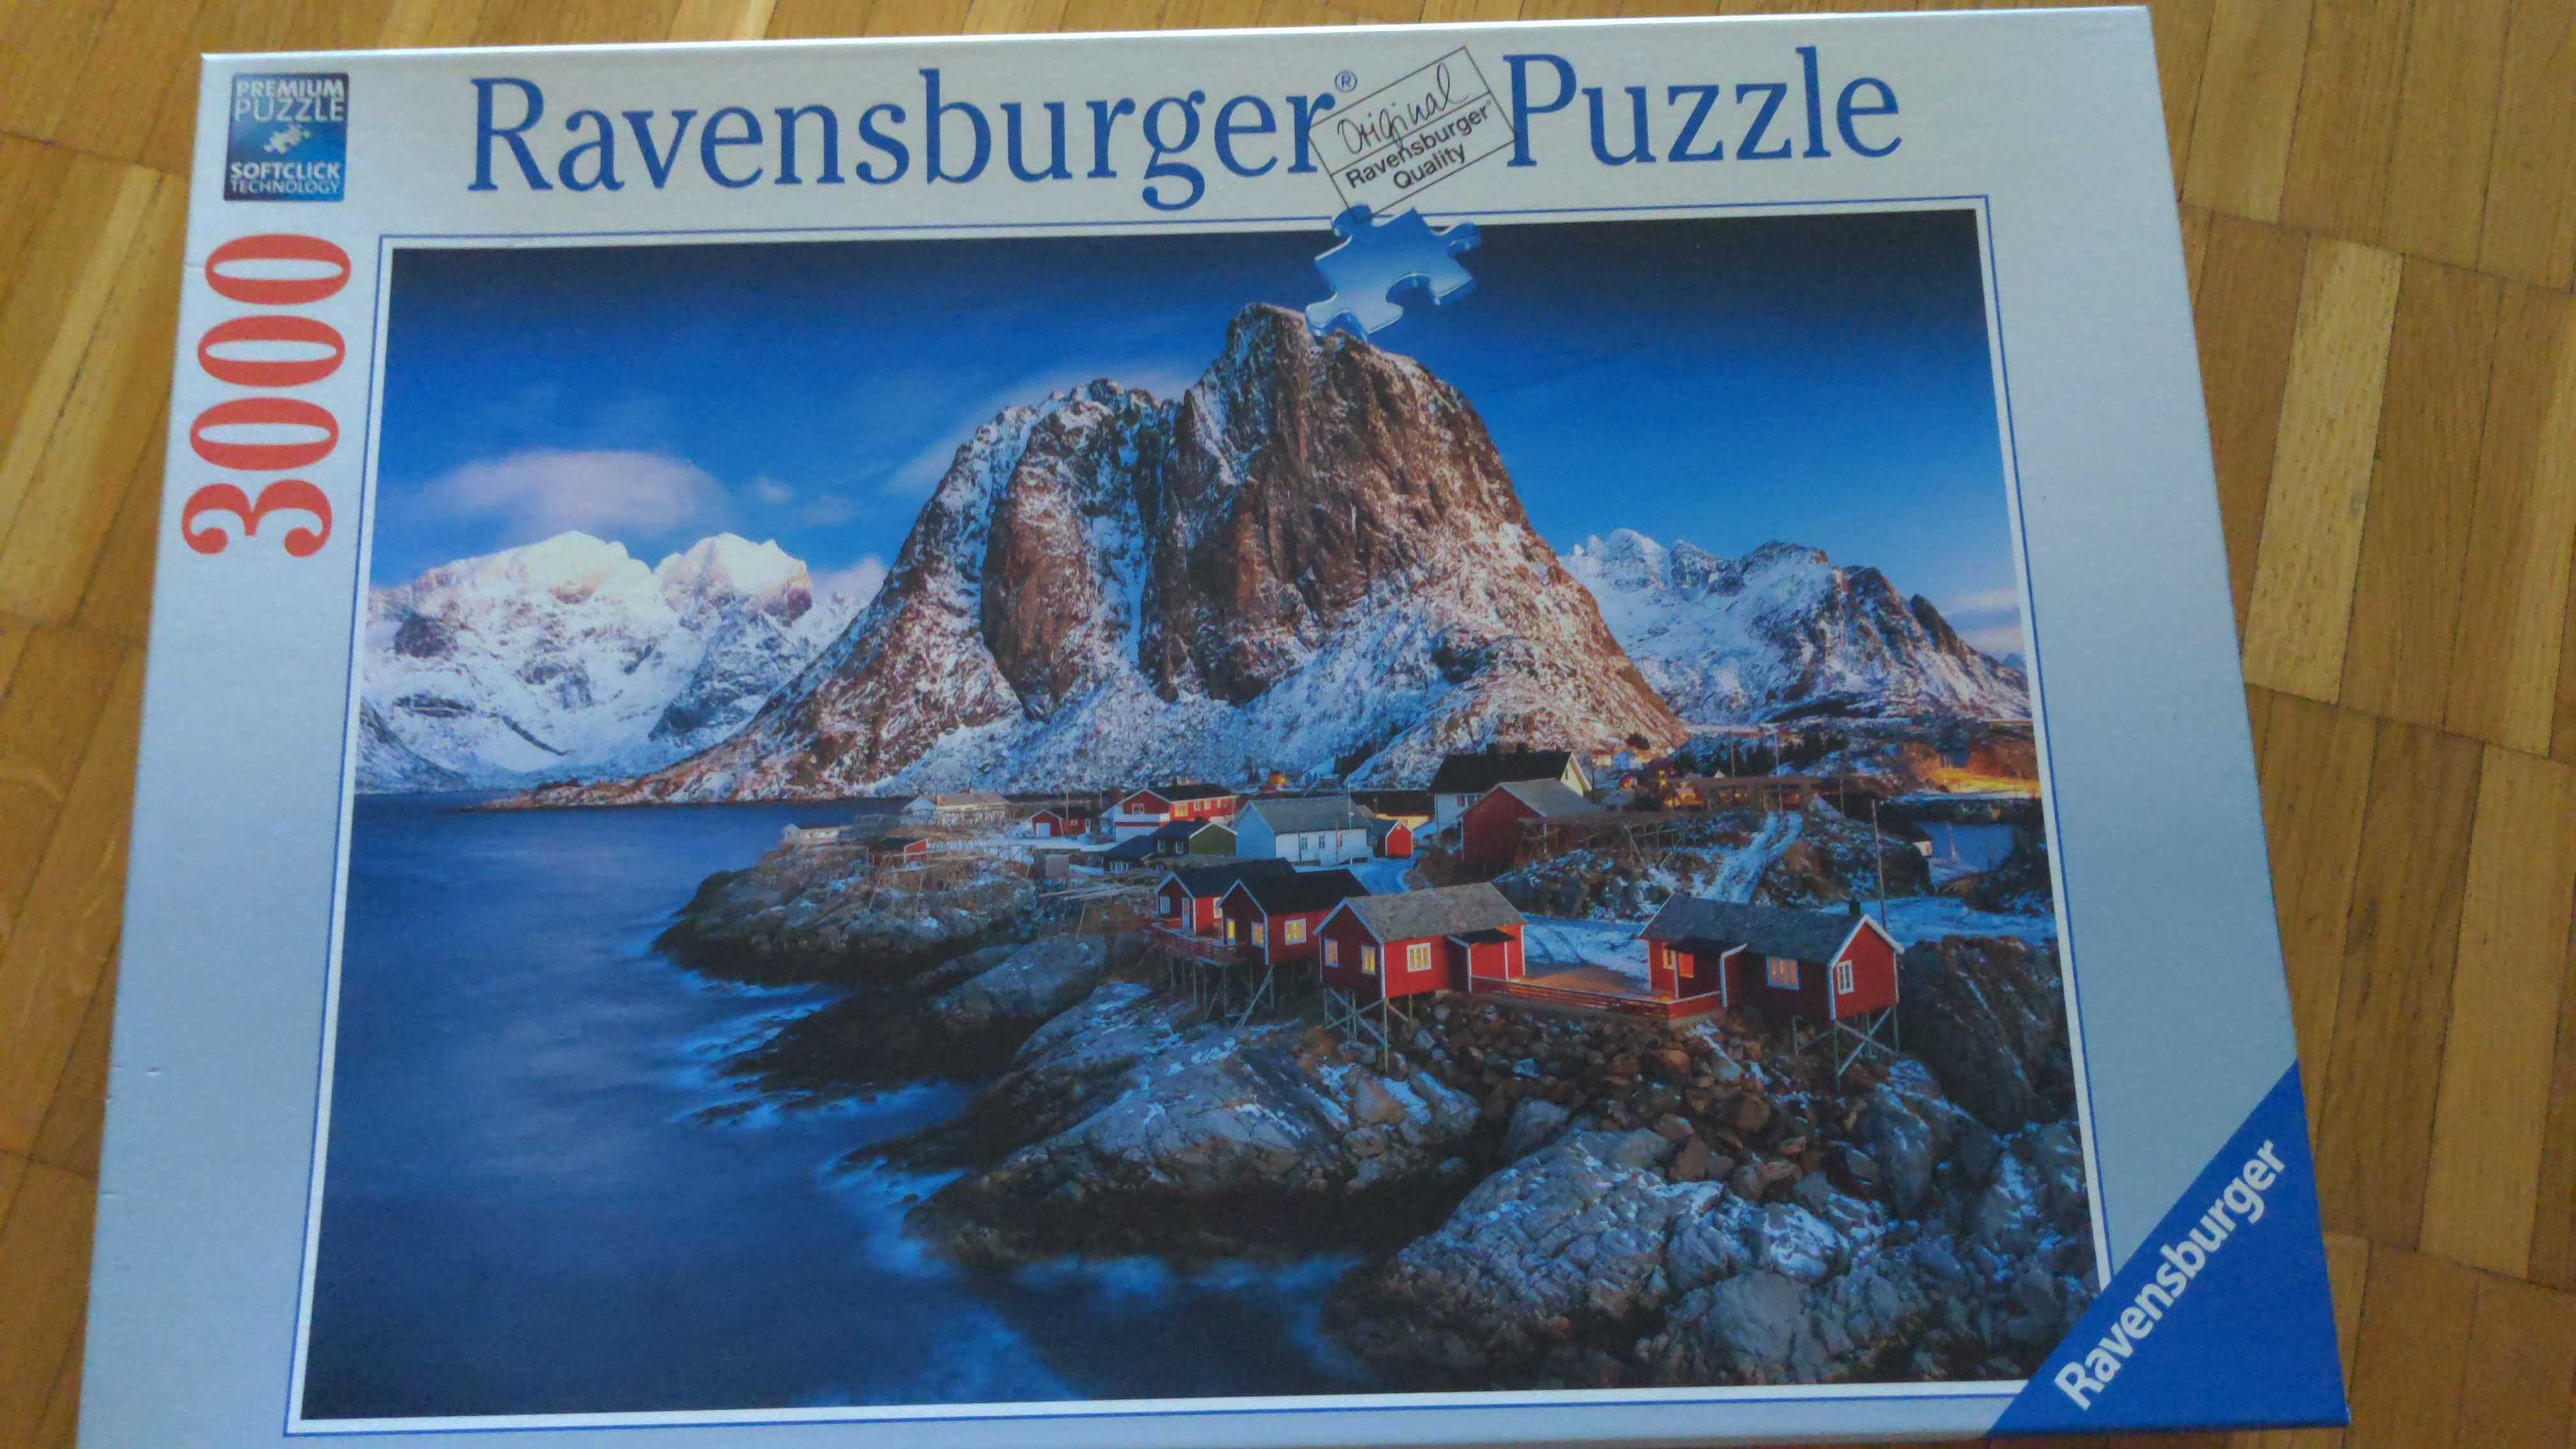 PREMIUM
PUZZLE
SOFTCLICK
TECHNOLOGY
Ravensburger® Puzzle
Original
Ravensburger®
Quality
3000
Ravensburger